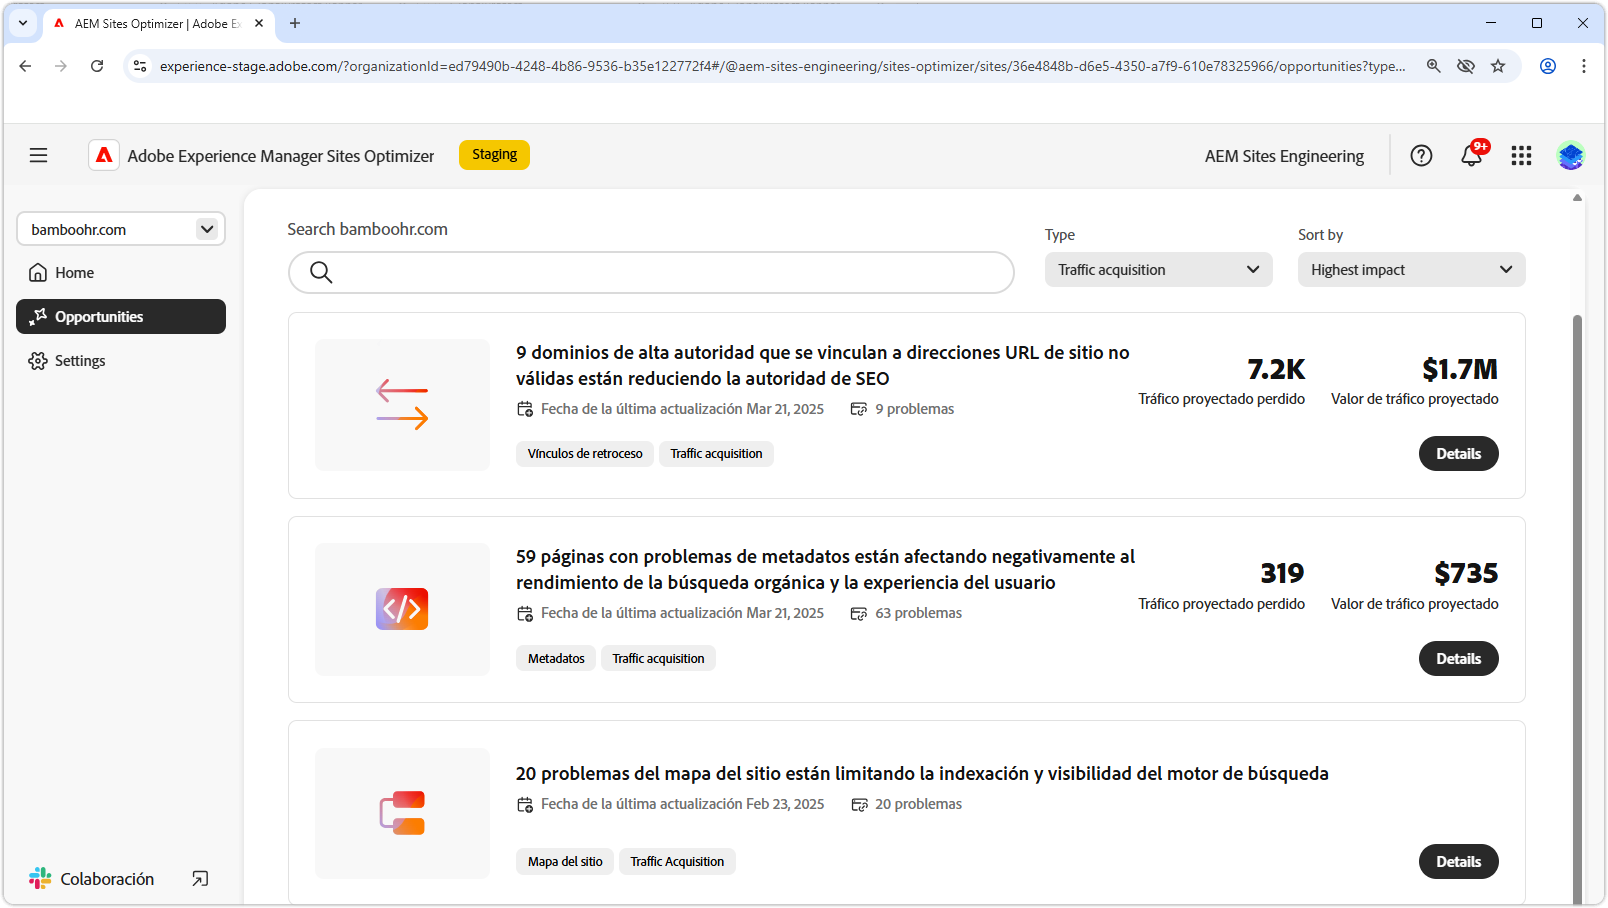 AEM Sites Optimizer | Adobe Ex
experience-stage.adobe.com/?organizationId=ed79490b-4248-4b86-9536-b35e122772f4#/@aem-sites-engineering/sites-optimizer/sites/36e4848b-d6e5-4350-a7f9-610e78325966/opportunities?type...
Adobe Experience Manager Sites Optimizer
Staging
AEM Sites Engineering
9+
bamboohr.com
Home
Opportunities
Settings
Colaboración
Search bamboohr.com
Type
Traffic acquisition
Sort by
Highest impact
9 dominios de alta autoridad que se vinculan a direcciones URL de sitio no
válidas están reduciendo la autoridad de SEO
Fecha de la última actualización Mar 21, 2025
9 problemas
Vínculos de retroceso
Traffic acquisition
7.2K
Tráfico proyectado perdido
$1.7M
Valor de tráfico proyectado
Details
59 páginas con problemas de metadatos están afectando negativamente al
rendimiento de la búsqueda orgánica y la experiencia del usuario
Fecha de la última actualización Mar 21, 2025
63 problemas
Metadatos
Traffic acquisition
319
Tráfico proyectado perdido
$735
Valor de tráfico proyectado
Details
20 problemas del mapa del sitio están limitando la indexación y visibilidad del motor de búsqueda
Fecha de la última actualización Feb 23, 2025
20 problemas
Mapa del sitio
Traffic Acquisition
Details